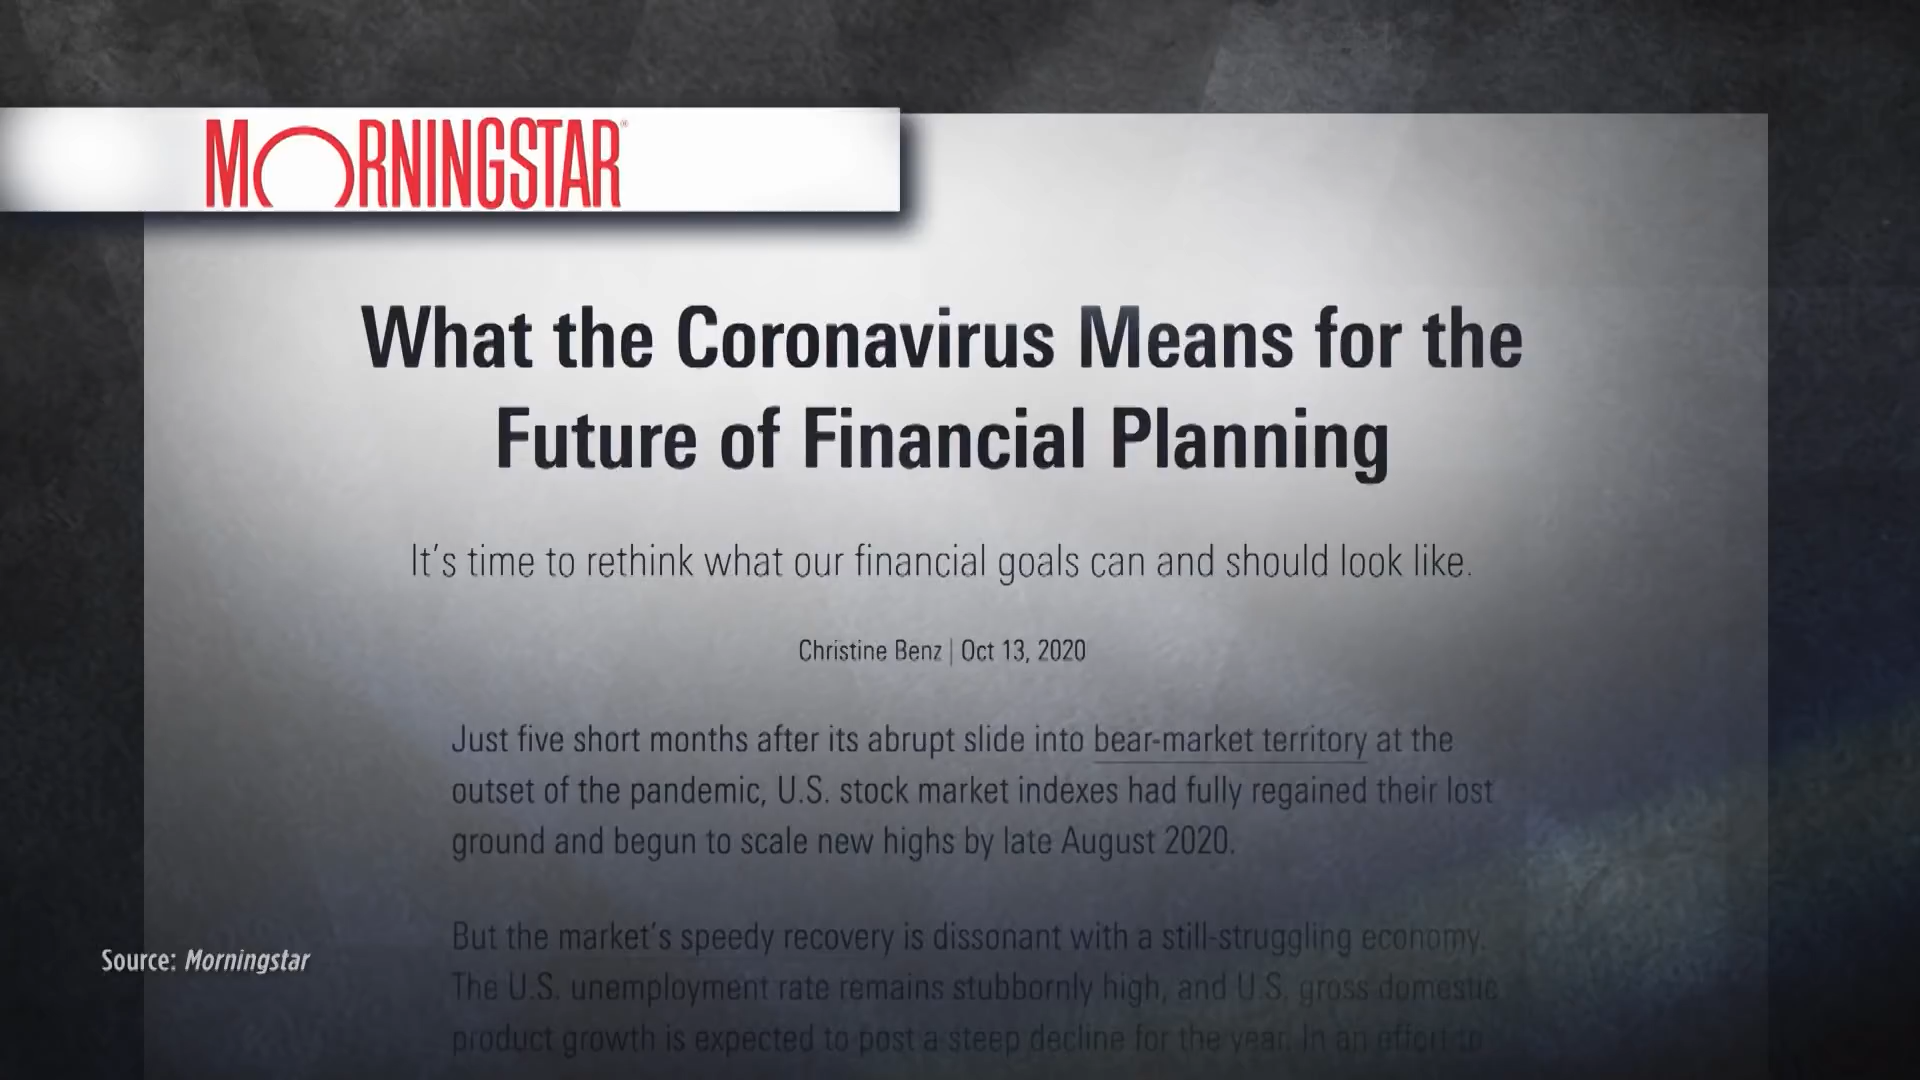 MORNINGSTAR®
What the Coronavirus Means for the
Future of Financial Planning
It's time to rethink what our financial goals can and should look like.
Christine Benz | Oct 13, 2020
Just five short months after its abrupt slide into bear-market territory at the
outset of the pandemic, U.S. stock market indexes had fully regained their lost
ground and begun to scale new highs by late August 2020.
But the market's speedy recovery is dissonant with a still-struggling economy.
The U.S. unemployment rate remains stubbornly high, and U.S. gross domestic
product growth is expected to post a steep decline for the year. In an effort to
Source: Morningstar